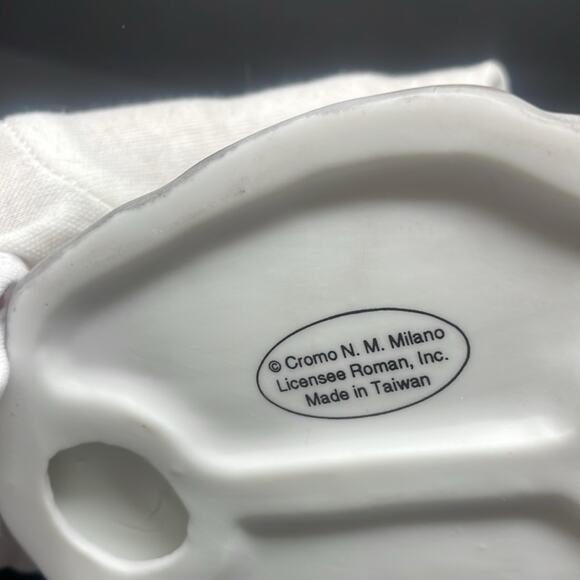 © Cromo N. M. Milano
Licensee Roman, Inc.
Made in Taiwan